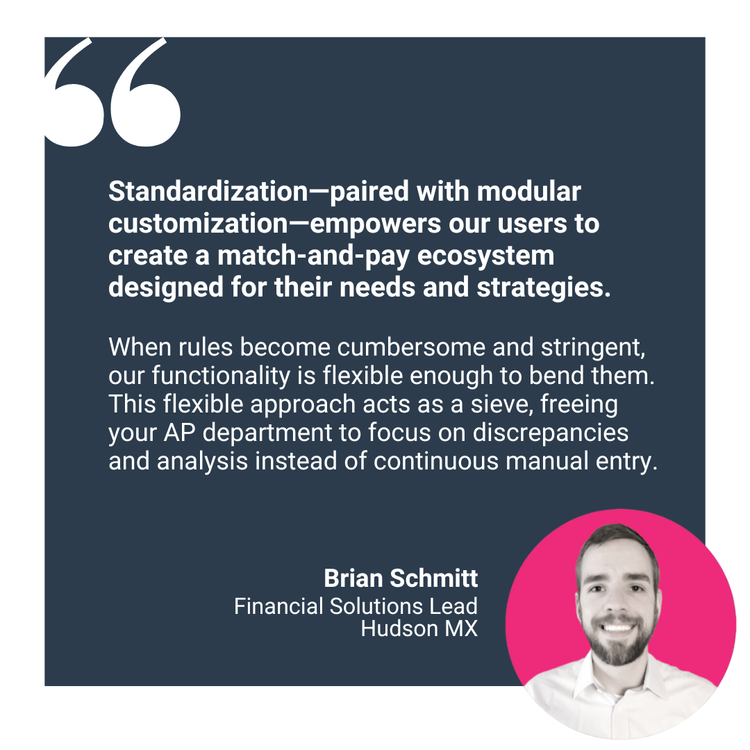 “
Standardization—paired with modular
customization—empowers our users to
create a match-and-pay ecosystem
designed for their needs and strategies.
When rules become cumbersome and stringent,
our functionality is flexible enough to bend them.
This flexible approach acts as a sieve, freeing
your AP department to focus on discrepancies
and analysis instead of continuous manual entry.
Brian Schmitt
Financial Solutions Lead
Hudson MX